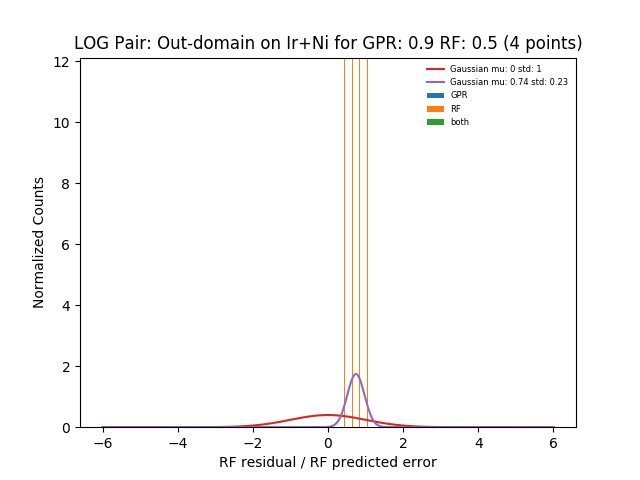 LOG Pair: Out-domain on Ir+Ni for GPR: 0.9 RF: 0.5 (4 points)
Gaussian mu: 0 std: 1
Gaussian mu: 0.74 std: 0.23
GPR
RF
both
Normalized Counts
12
10
8
6
4
2
0
−6
−4
−2
0
2
4
6
RF residual / RF predicted error